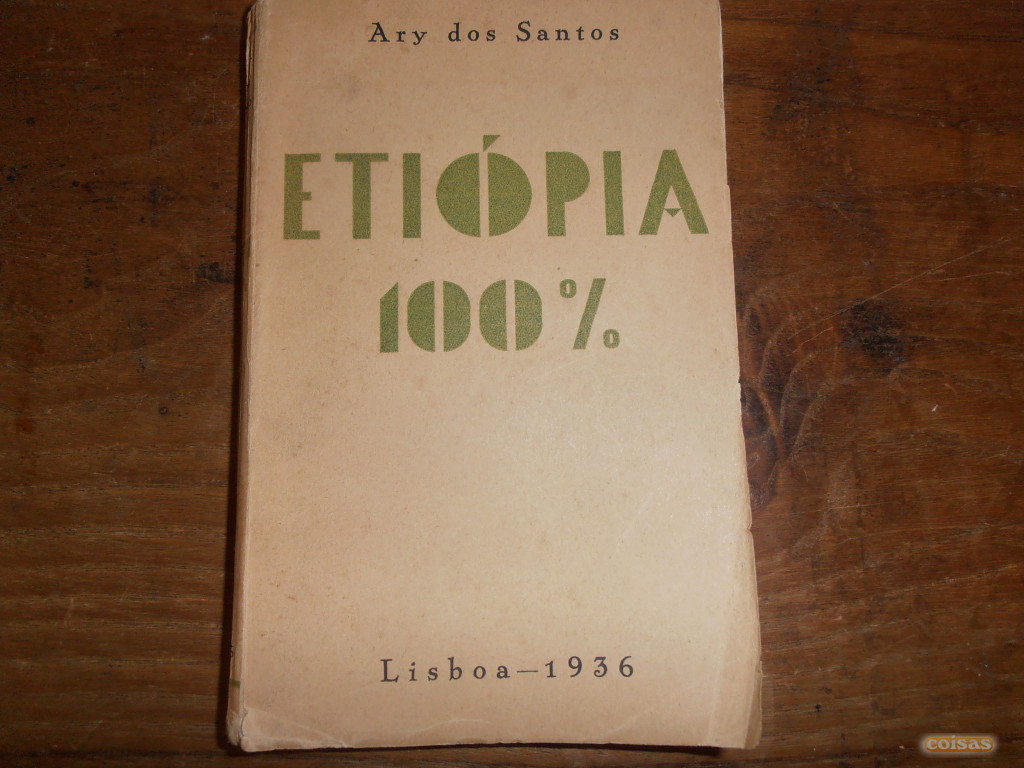 Ary dos Santos
ETIÓPIA
100%
Lisboa—1936
coisas